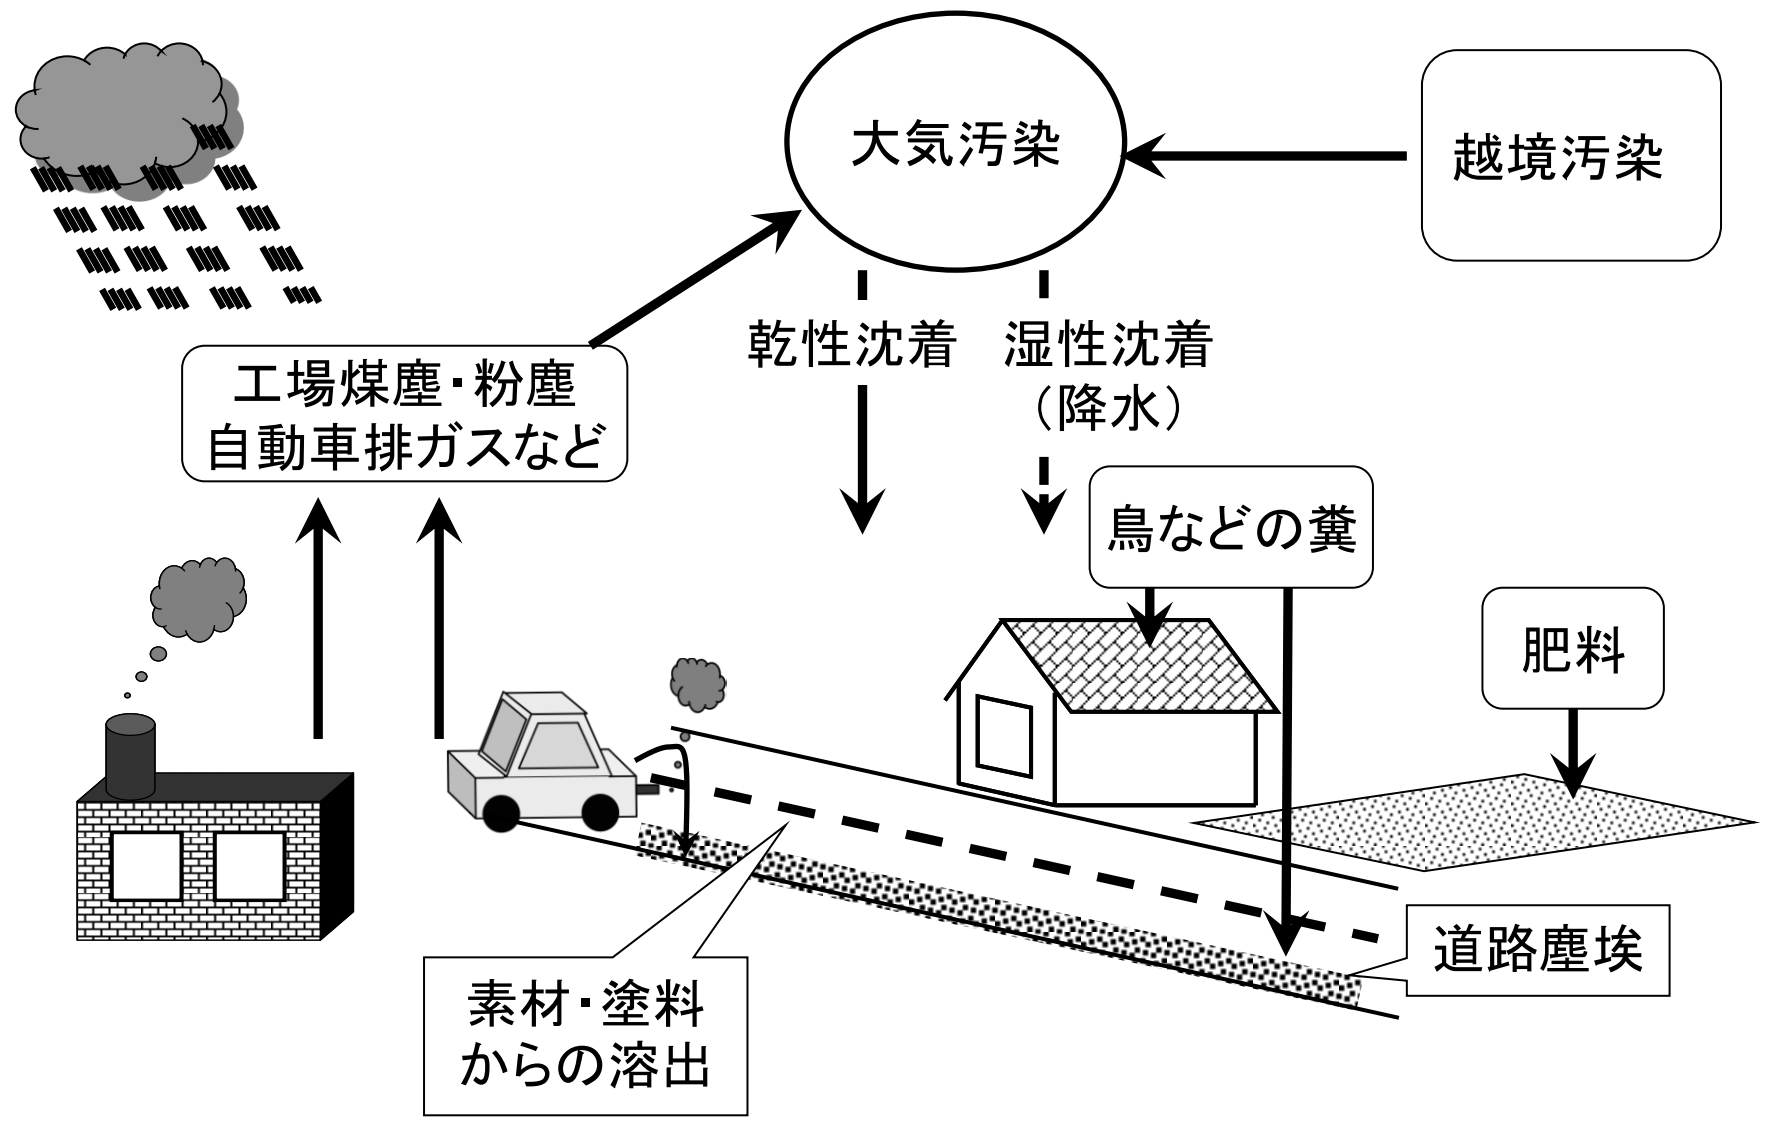 大気汚染
越境汚染
乾性沈着
湿性沈着
（降水）
工場煤塵・粉塵
自動車排ガスなど
鳥などの糞
肥料
道路塵埃
素材・塗料
からの溶出